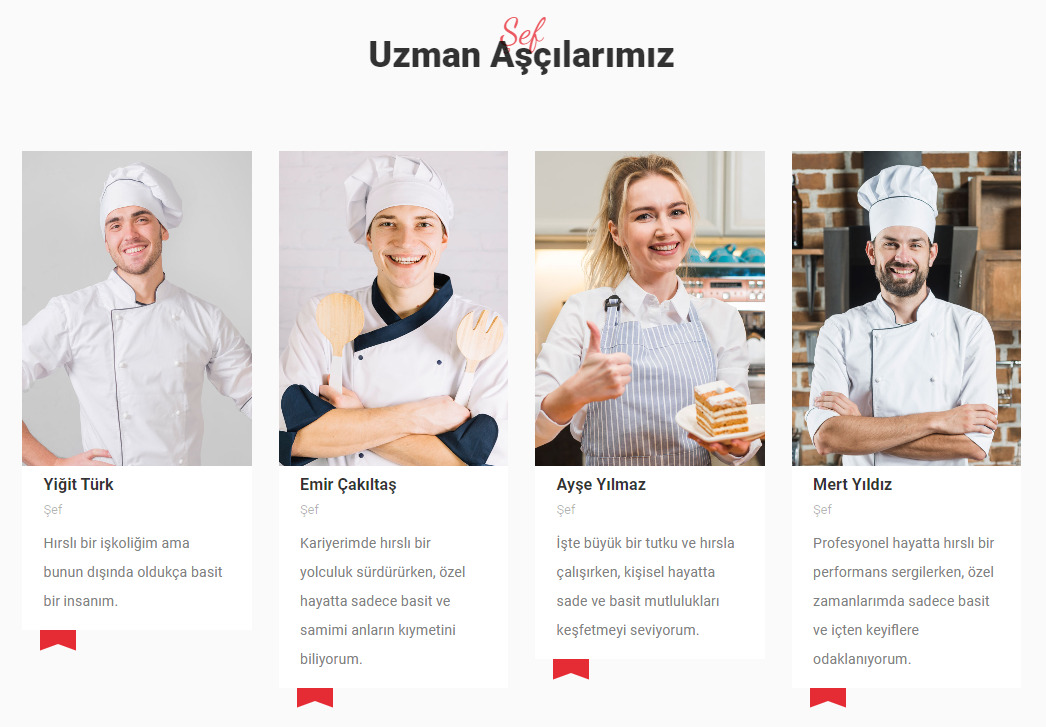 Şef
Uzman Aşçılarımız
Yiğit Türk
Şef
Hırslı bir işkoliğim ama
bunun dışında oldukça basit
bir insanım.
Emir Çakıltaş
Şef
Kariyerimde hırslı bir
yolculuk sürdürürken, özel
hayatta sadece basit ve
samimi anların kıymetini
biliyorum.
Ayşe Yılmaz
Şef
İşte büyük bir tutku ve hırsla
çalışırken, kişisel hayatta
sade ve basit mutlulukları
keşfetmeyi seviyorum.
Mert Yıldız
Şef
Profesyonel hayatta hırslı bir
performans sergilerken, özel
zamanlarımda sadece basit
ve içten keyiflere
odaklanıyorum.